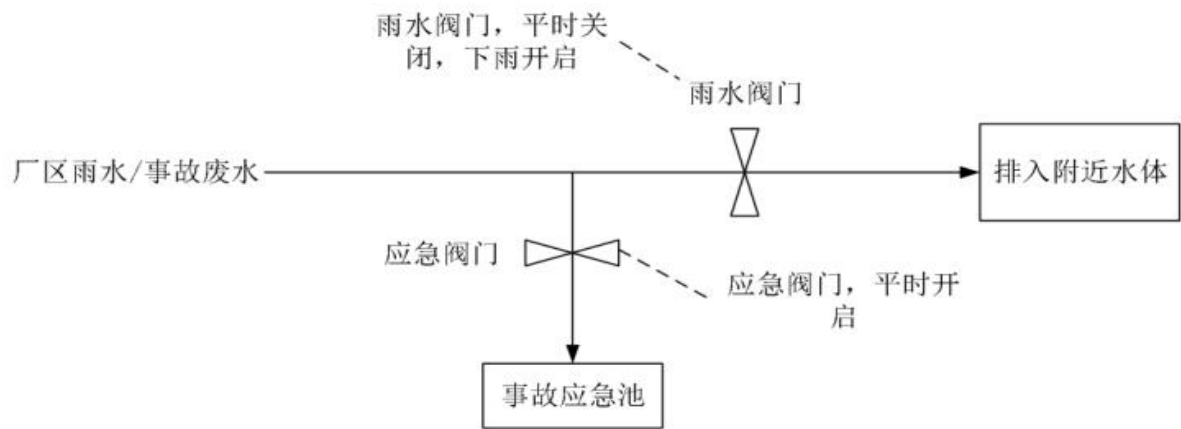 雨水阀门，平时关
闭，下雨开启
雨水阀门
厂区雨水/事故废水
排入附近水体
应急阀门
应急阀门，平时开
启
事故应急池